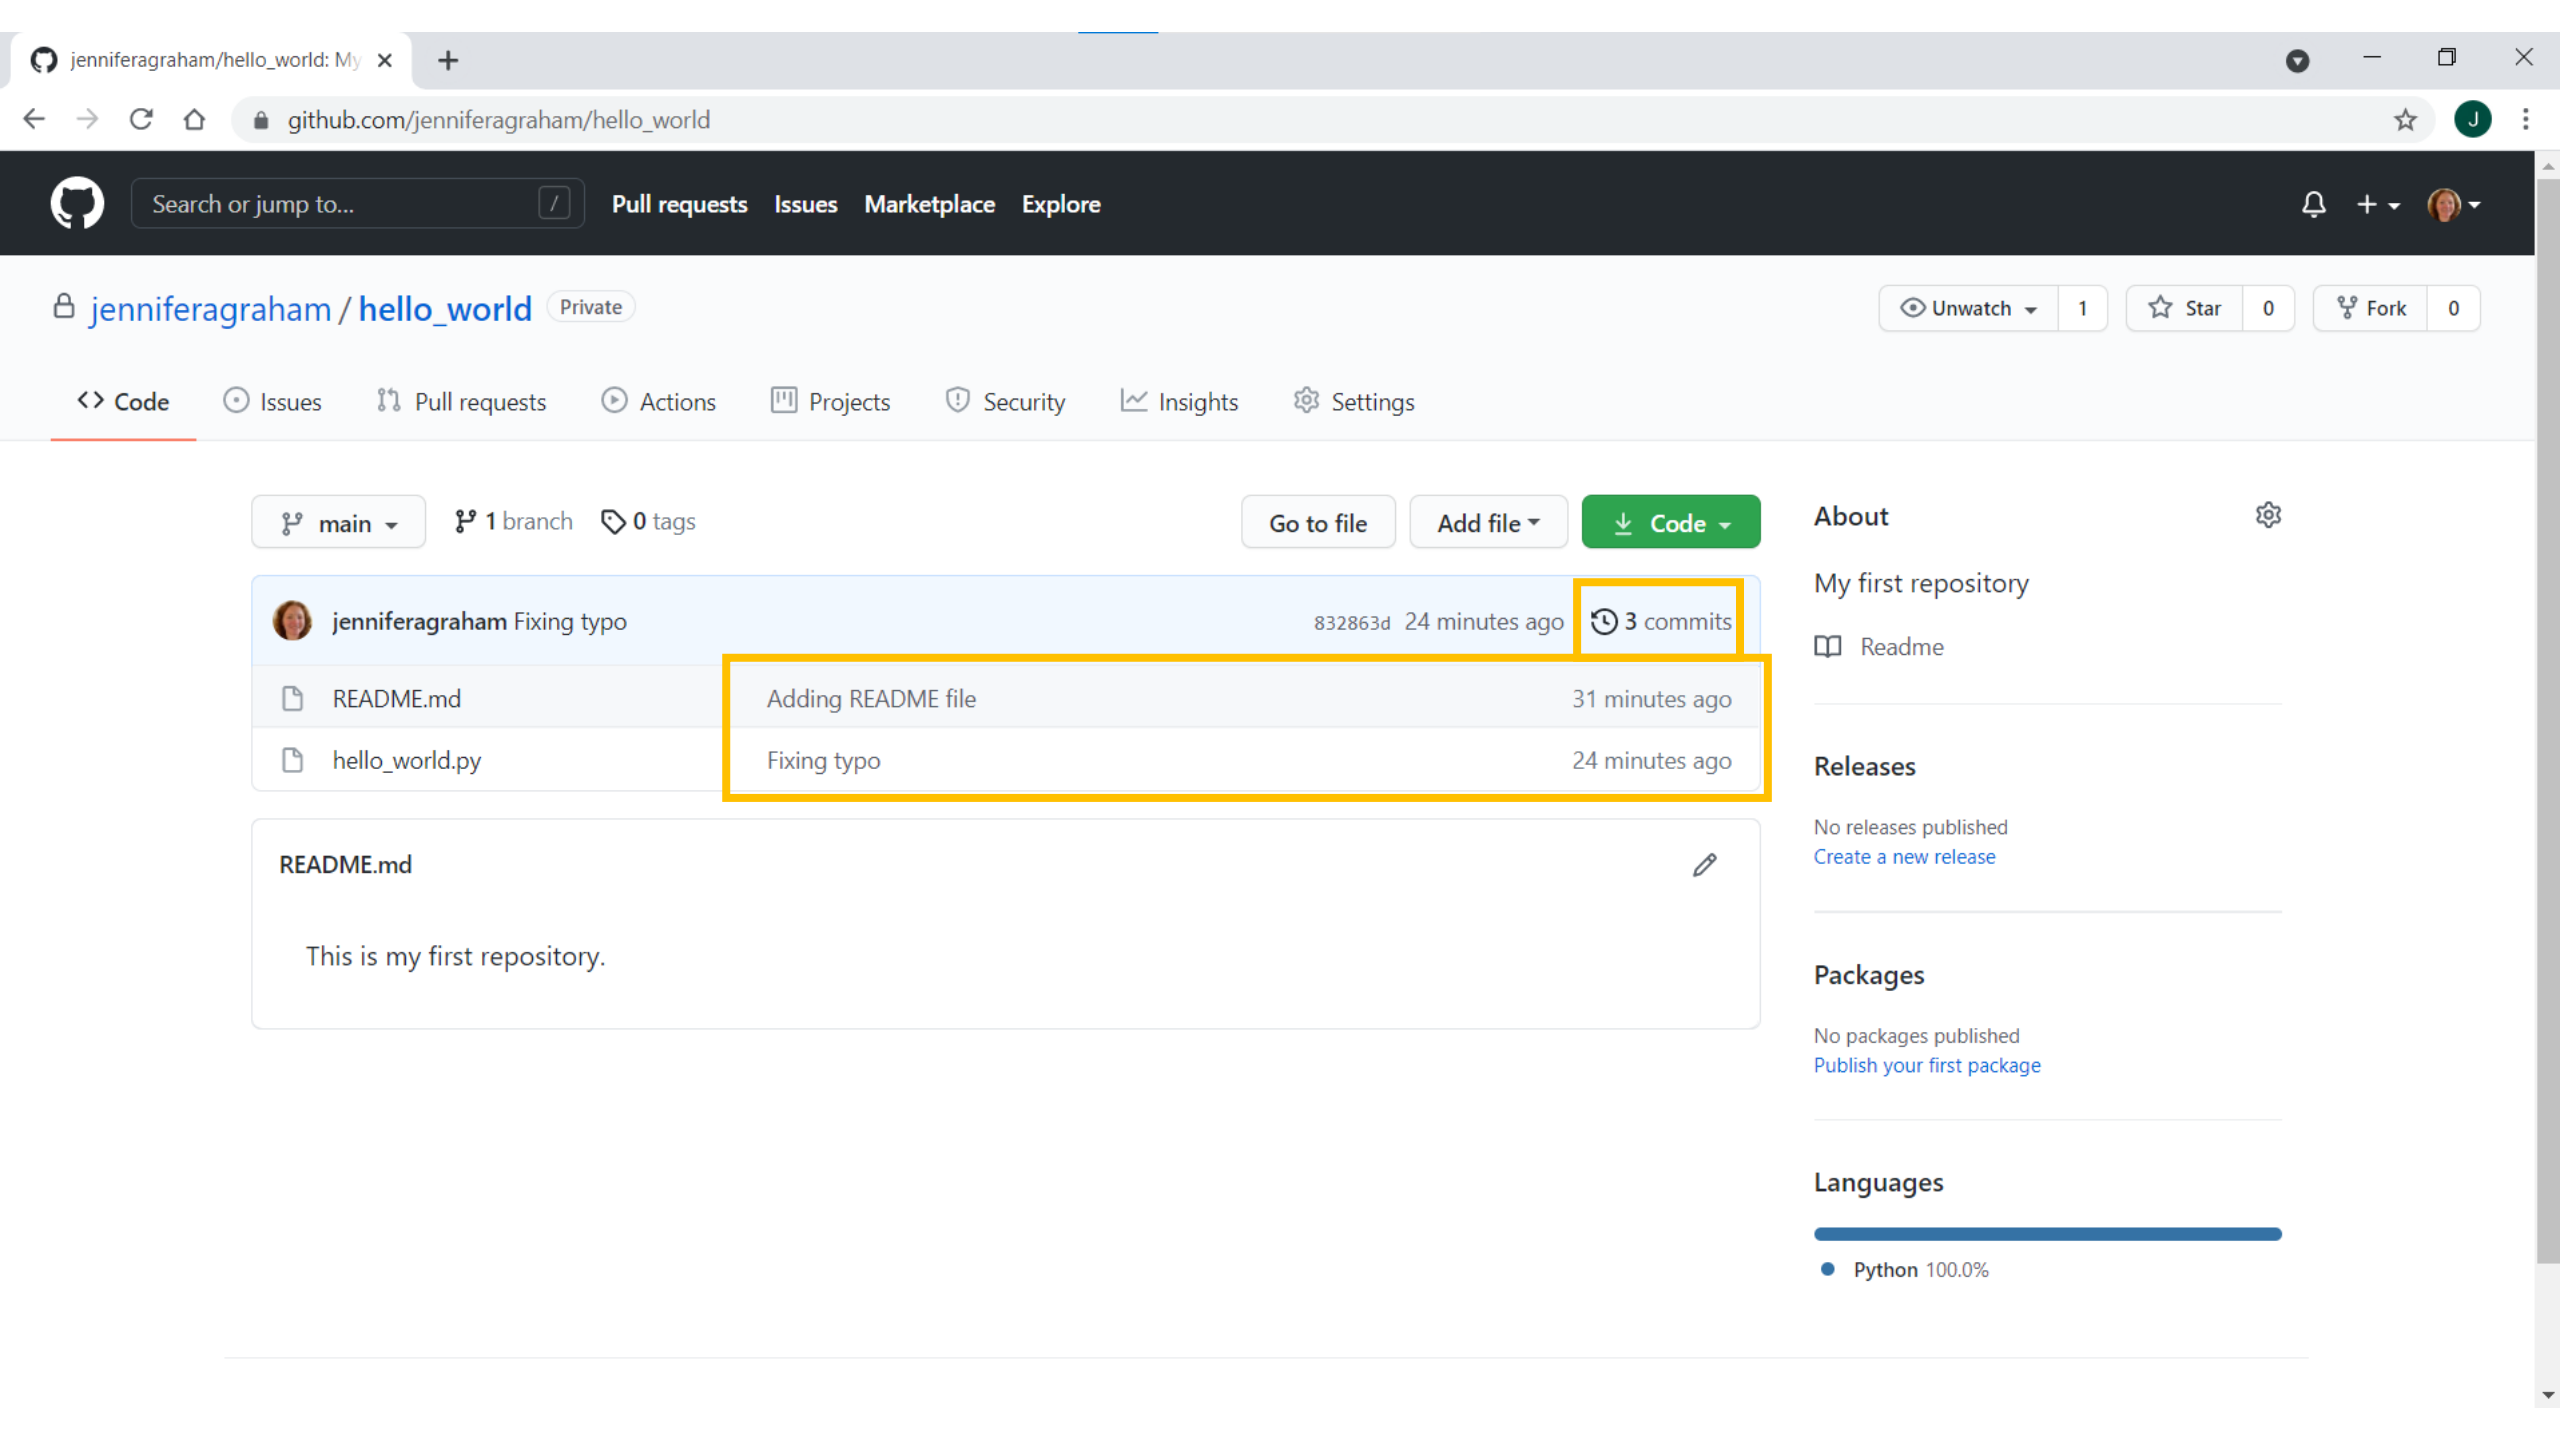 jenniferagraham/hello_world: My
github.com/jenniferagraham/hello_world
J
Search or jump to... / Pull requests Issues Marketplace Explore
jenniferagraham / hello_world Private Unwatch 1 Star 0 Fork 0
Code Issues Pull requests Actions Projects Security Insights Settings
main 1 branch 0 tags Go to file Add file Code
jenniferagraham Fixing typo 832863d 24 minutes ago 3 commits
README.md Adding README file 31 minutes ago
hello_world.py Fixing typo 24 minutes ago
README.md
This is my first repository.
About
My first repository
Readme
Releases
No releases published
Create a new release
Packages
No packages published
Publish your first package
Languages
Python 100.0%